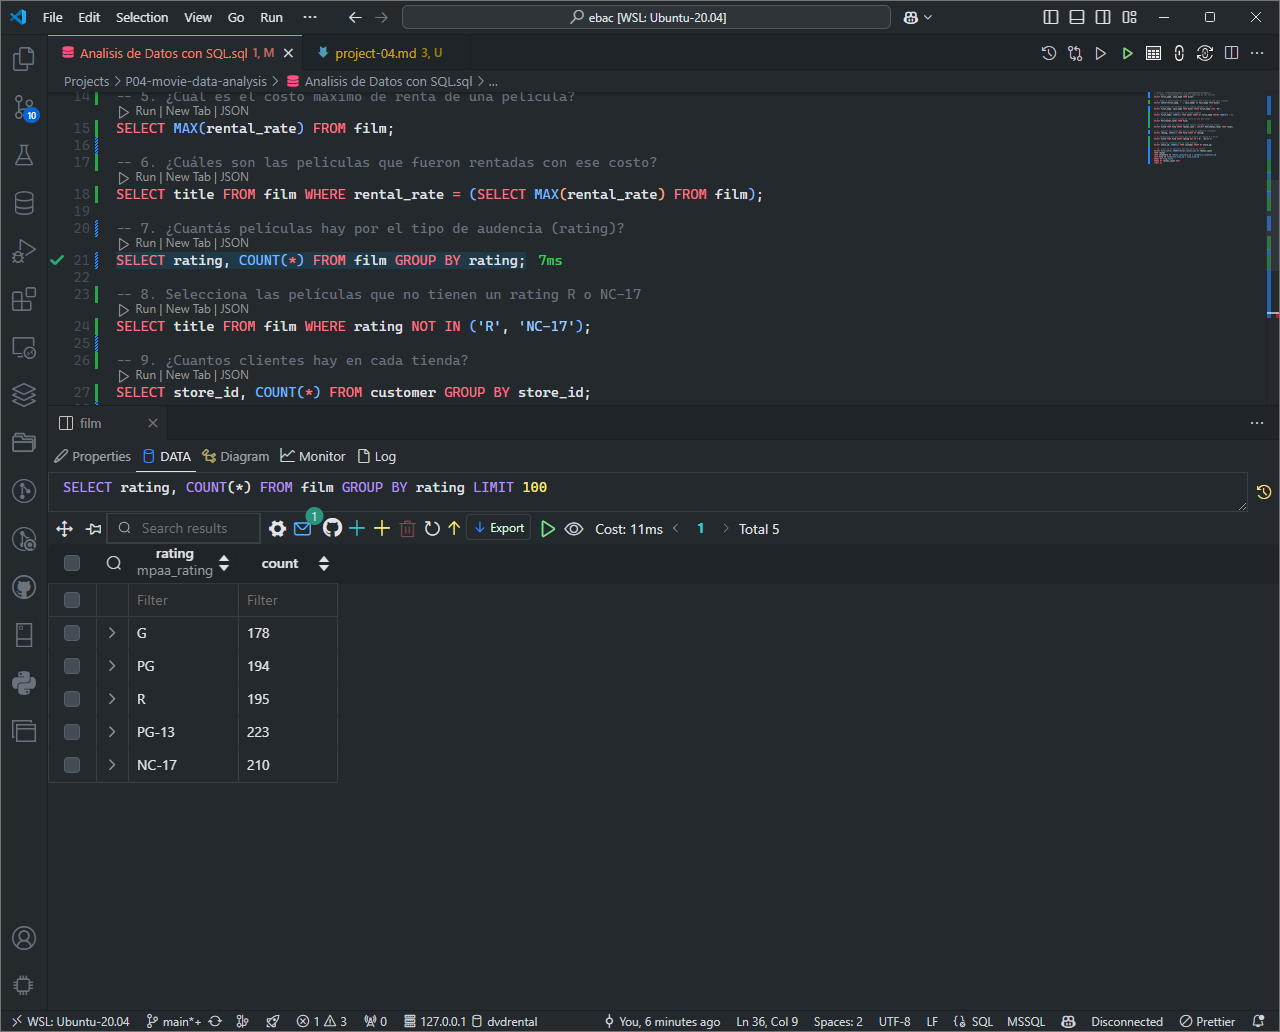 File Edit Selection View Go Run ··· ebac [WSL: Ubuntu-20.04]
Analisis de Datos con SQL.sql 1, M project-04.md 3, U
Projects > P04-movie-data-analysis > Analisis de Datos con SQL.sql > ...
14 -- 5. ¿Cuál es el costo máximo de renta de una película?
Run | New Tab | JSON
15 SELECT MAX(rental_rate) FROM film;
16
17 -- 6. ¿Cuáles son las películas que fueron rentadas con ese costo?
Run | New Tab | JSON
18 SELECT title FROM film WHERE rental_rate = (SELECT MAX(rental_rate) FROM film);
19
20 -- 7. ¿Cuantás películas hay por el tipo de audencia (rating)?
Run | New Tab | JSON
21 SELECT rating, COUNT(*) FROM film GROUP BY rating; 7ms
22
23 -- 8. Selecciona las películas que no tienen un rating R o NC-17
Run | New Tab | JSON
24 SELECT title FROM film WHERE rating NOT IN ('R', 'NC-17');
25
26 -- 9. ¿Cuantos clientes hay en cada tienda?
Run | New Tab | JSON
27 SELECT store_id, COUNT(*) FROM customer GROUP BY store_id;
film
Properties DATA Diagram Monitor Log
SELECT rating, COUNT(*) FROM film GROUP BY rating LIMIT 100
Search results 1 Export Cost: 11ms < 1 > Total 5
rating count
mpaa_rating
Filter Filter
G 178
PG 194
R 195
PG-13 223
NC-17 210
10
WSL: Ubuntu-20.04 main*+ 1 3 0 127.0.0.1 dvdrental You, 6 minutes ago Ln 36, Col 9 Spaces: 2 UTF-8 LF SQL MSSQL Disconnected Prettier